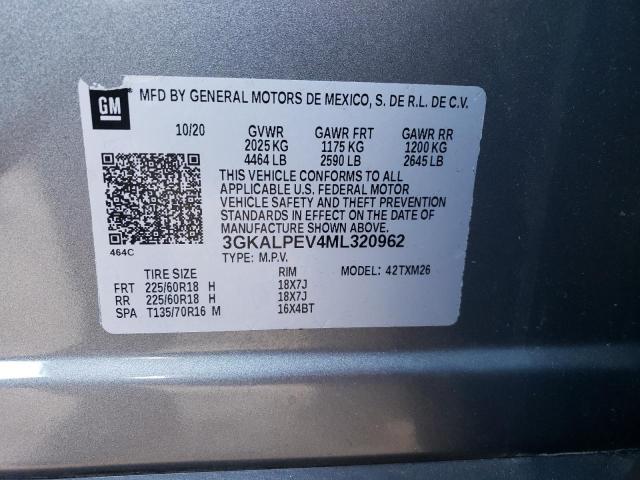 GM
MFD BY GENERAL MOTORS DE MEXICO, S. DE R.L. DE C.V.
10/20 GVWR GAWR FRT GAWR RR
2025 KG 1175 KG 1200 KG
4464 LB 2590 LB 2645 LB
THIS VEHICLE CONFORMS TO ALL
APPLICABLE U.S. FEDERAL MOTOR
VEHICLE SAFETY AND THEFT PREVENTION
STANDARDS IN EFFECT ON THE DATE OF
MANUFACTURE SHOWN ABOVE.
464C
3GKALPEV4ML320962
TYPE: M.P.V.
TIRE SIZE RIM MODEL: 42TXM26
FRT 225/60R18 H 18X7J
RR 225/60R18 H 18X7J
SPA T135/70R16 M 16X4BT